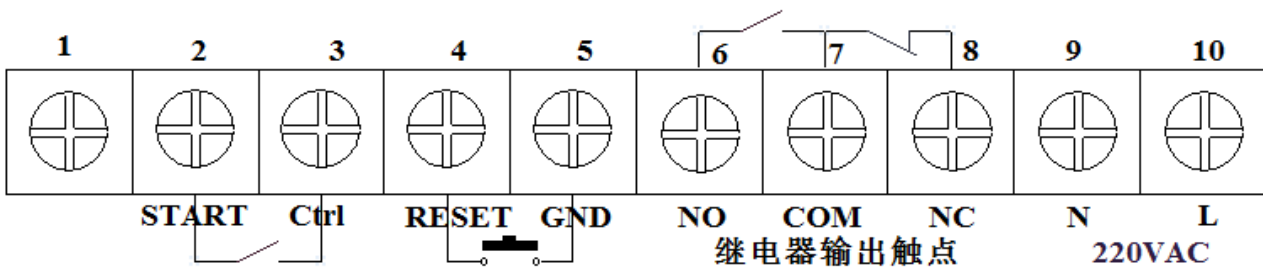 1 2 3 4 5 6 7 8 9 10
START Ctrl RESET GND NO COM NC N L
继电器输出触点 220VAC